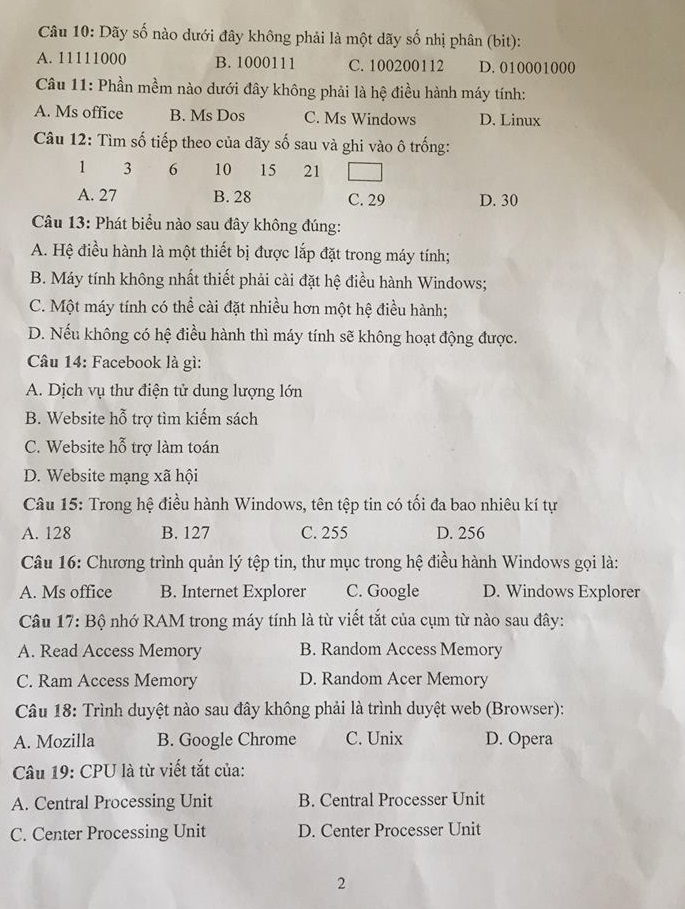 Câu 10: Dãy số nào dưới đây không phải là một dãy số nhị phân (bit):
A. 11111000 B. 1000111 C. 100200112 D. 010001000
Câu 11: Phần mềm nào dưới đây không phải là hệ điều hành máy tính:
A. Ms office B. Ms Dos C. Ms Windows D. Linux
Câu 12: Tìm số tiếp theo của dãy số sau và ghi vào ô trống:
1 3 6 10 15 21
A. 27 B. 28 C. 29 D. 30
Câu 13: Phát biểu nào sau đây không đúng:
A. Hệ điều hành là một thiết bị được lắp đặt trong máy tính;
B. Máy tính không nhất thiết phải cài đặt hệ điều hành Windows;
C. Một máy tính có thể cài đặt nhiều hơn một hệ điều hành;
D. Nếu không có hệ điều hành thì máy tính sẽ không hoạt động được.
Câu 14: Facebook là gì:
A. Dịch vụ thư điện tử dung lượng lớn
B. Website hỗ trợ tìm kiếm sách
C. Website hỗ trợ làm toán
D. Website mạng xã hội
Câu 15: Trong hệ điều hành Windows, tên tệp tin có tối đa bao nhiêu kí tự
A. 128 B. 127 C. 255 D. 256
Câu 16: Chương trình quản lý tệp tin, thư mục trong hệ điều hành Windows gọi là:
A. Ms office B. Internet Explorer C. Google D. Windows Explorer
Câu 17: Bộ nhớ RAM trong máy tính là từ viết tắt của cụm từ nào sau đây:
A. Read Access Memory B. Random Access Memory
C. Ram Access Memory D. Random Acer Memory
Câu 18: Trình duyệt nào sau đây không phải là trình duyệt web (Browser):
A. Mozilla B. Google Chrome C. Unix D. Opera
Câu 19: CPU là từ viết tắt của:
A. Central Processing Unit B. Central Processer Unit
C. Center Processing Unit D. Center Processer Unit
2